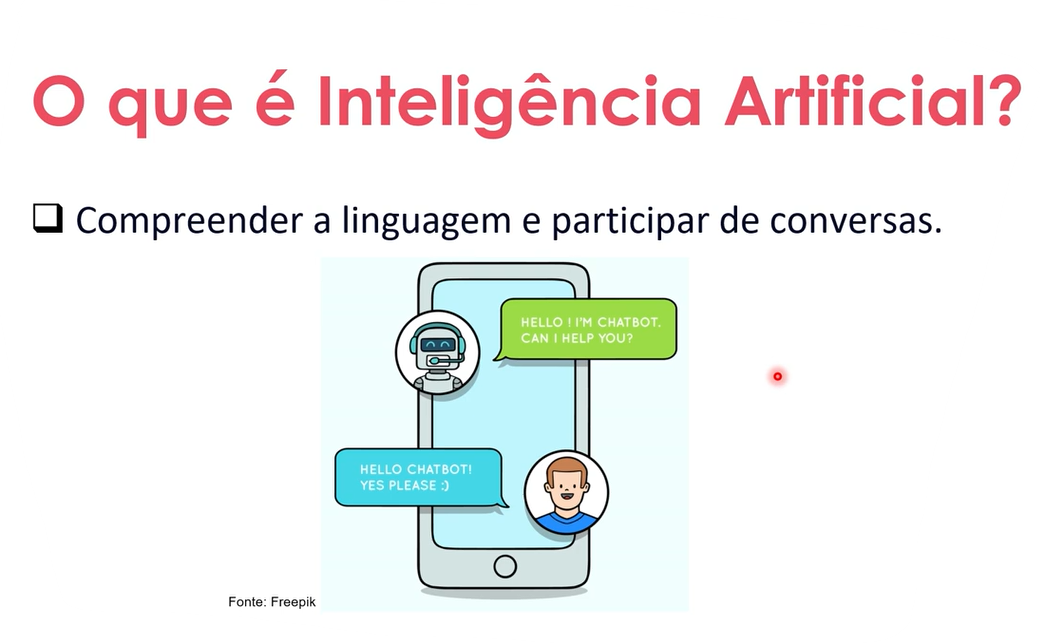 O que é Inteligência Artificial?
Compreender a linguagem e participar de conversas.
HELLO ! I'M CHATBOT.
CAN I HELP YOU?
HELLO CHATBOT!
YES PLEASE :)
Fonte: Freepik